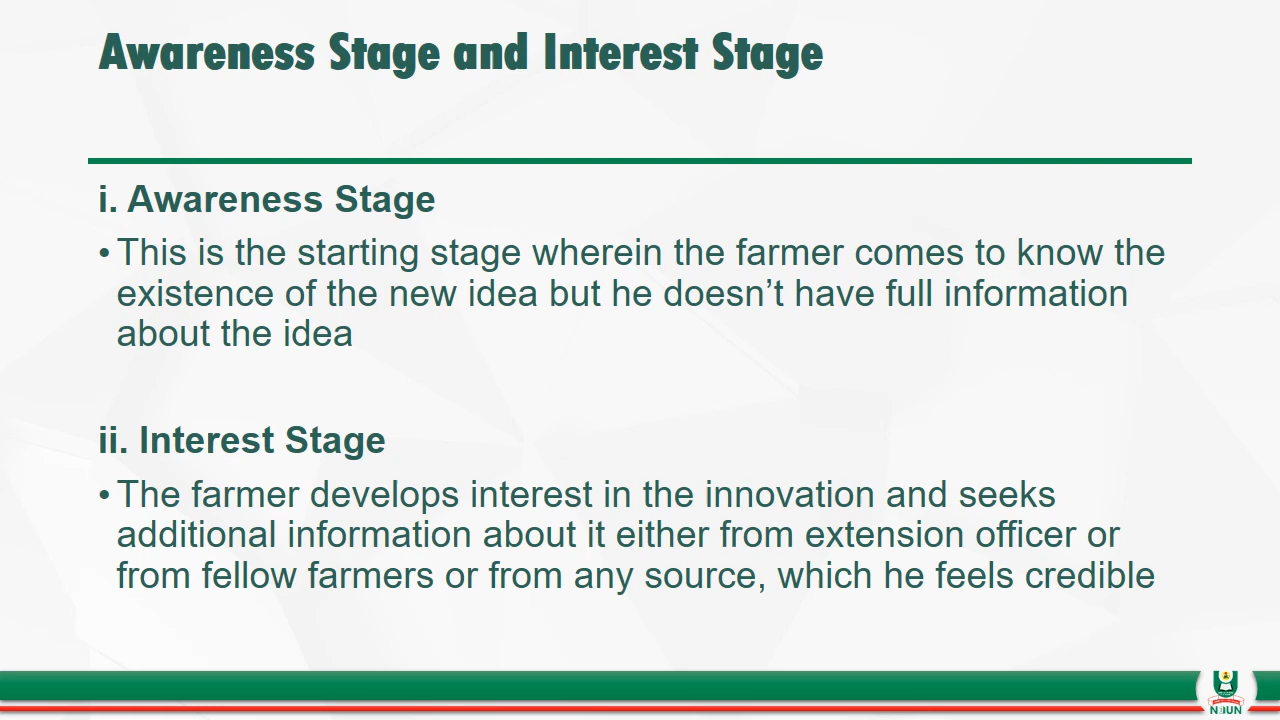 Awareness Stage and Interest Stage
i. Awareness Stage
• This is the starting stage wherein the farmer comes to know the
existence of the new idea but he doesn’t have full information
about the idea
ii. Interest Stage
• The farmer develops interest in the innovation and seeks
additional information about it either from extension officer or
from fellow farmers or from any source, which he feels credible